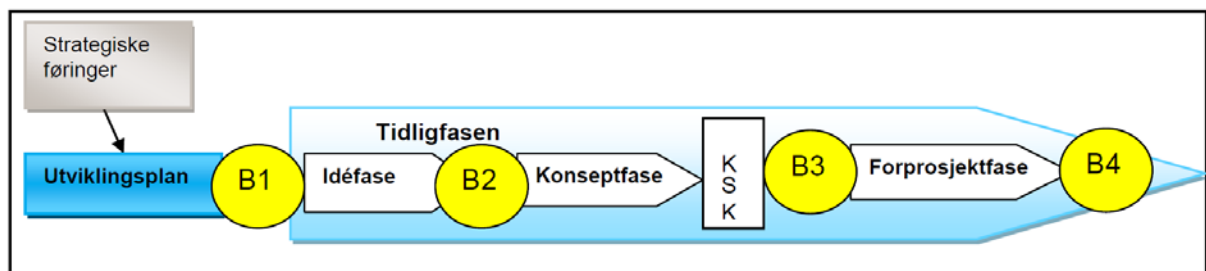 Strategiske
føringer
Tidligfasen
Utviklingsplan
B1
Idéfase
B2
Konseptfase
K
S
K
B3
Forprosjektfase
B4